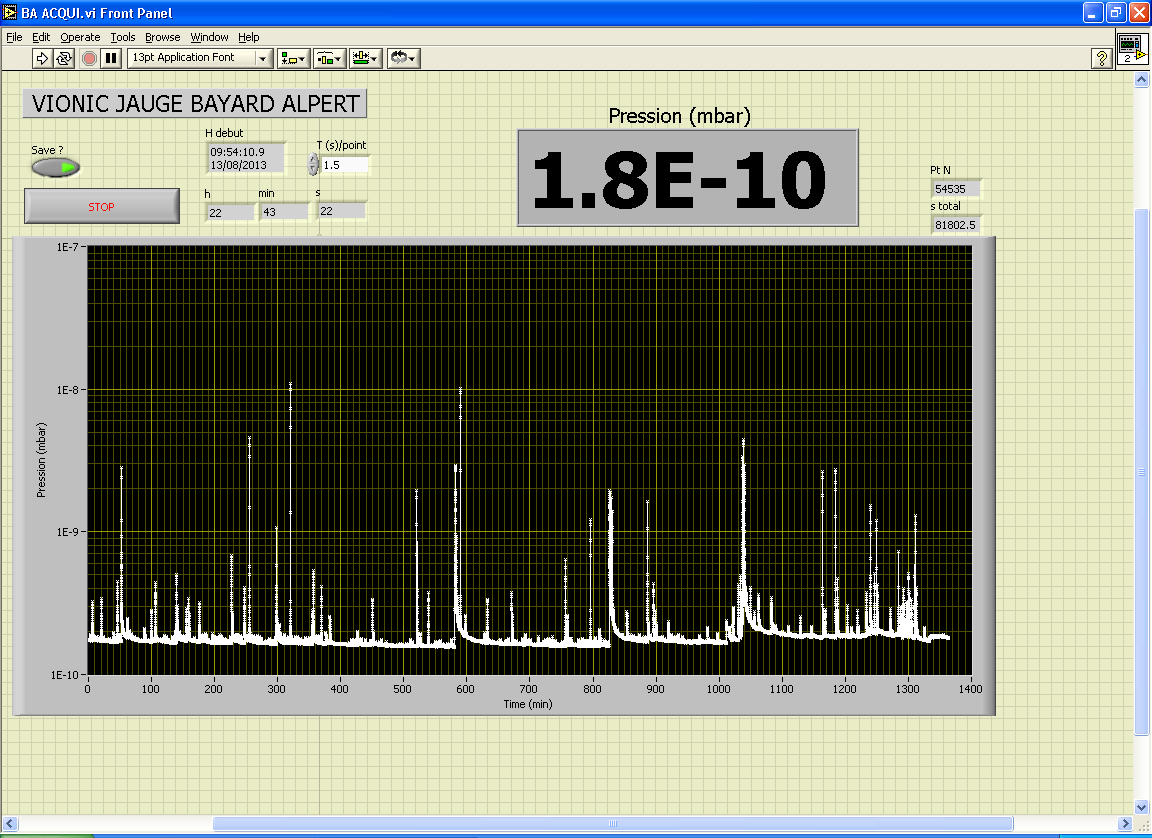 BA ACQUI.vi Front Panel
File Edit Operate Tools Browse Window Help
13pt Application Font
?
2
VIONIC JAUGE BAYARD ALPERT
Save ?
STOP
H debut
09:54:10.9
13/08/2013
T (s)/point
1.5
h min s
22 43 22
Pression (mbar)
1.8E-10
Pt N
54535
s total
81802.5
1E-7
1E-8
1E-9
1E-10
Pression (mbar)
0 100 200 300 400 500 600 700 800 900 1000 1100 1200 1300 1400
Time (min)